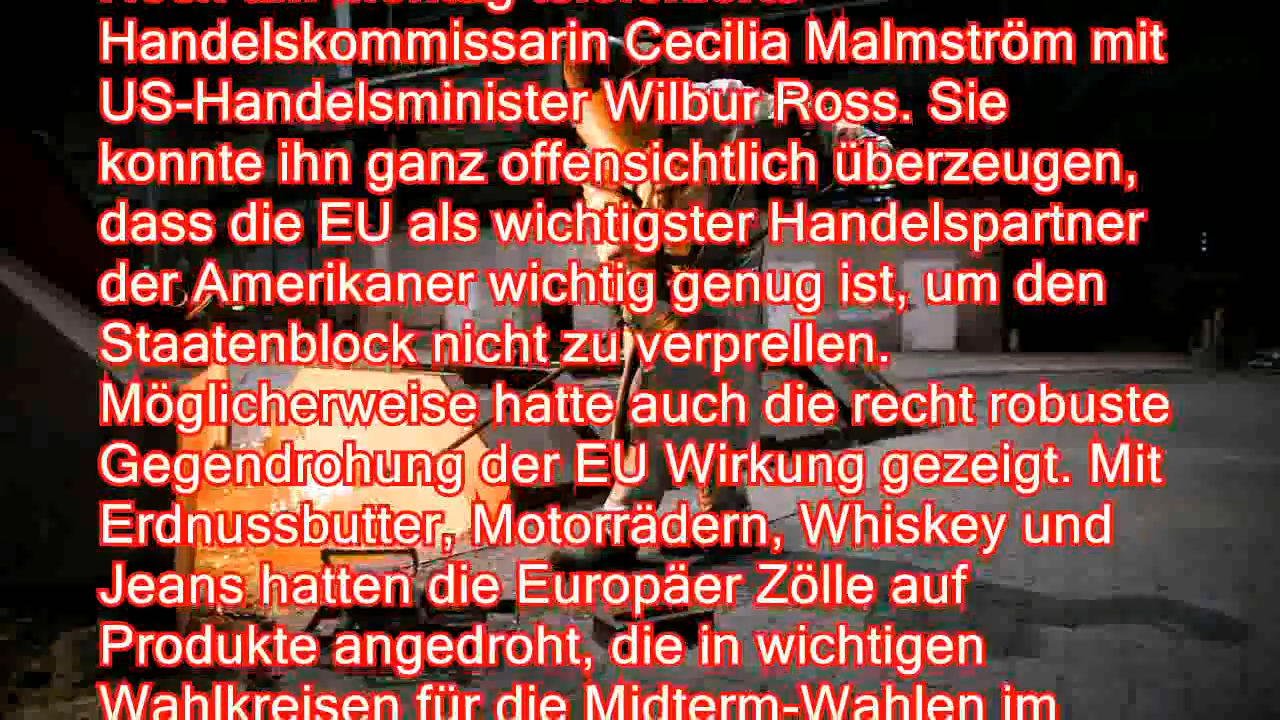 Handelskommissarin Cecilia Malmström mit
US-Handelsminister Wilbur Ross. Sie
konnte ihn ganz offensichtlich überzeugen,
dass die EU als wichtigster Handelspartner
der Amerikaner wichtig genug ist, um den
Staatenblock nicht zu verprellen.
Möglicherweise hatte auch die recht robuste
Gegendrohung der EU Wirkung gezeigt. Mit
Erdnussbutter, Motorrädern, Whiskey und
Jeans hatten die Europäer Zölle auf
Produkte angedroht, die in wichtigen
Wahlkreisen für die Midterm-Wahlen im